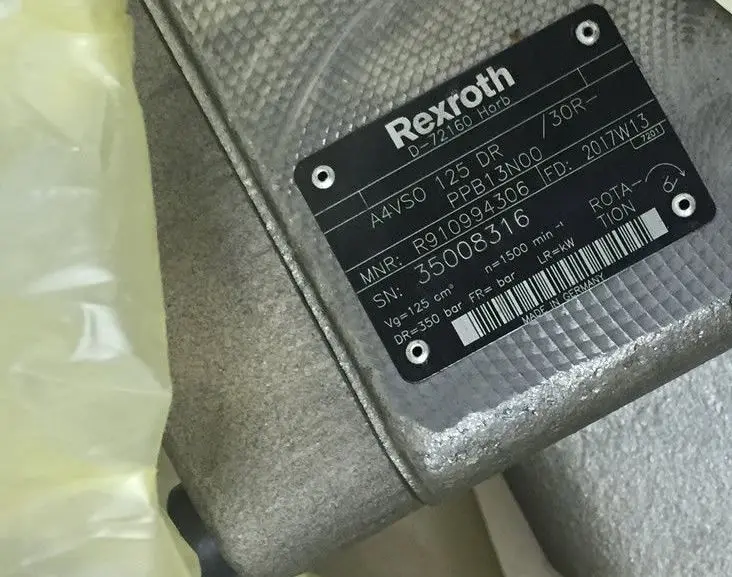 Rexroth
D-72160 Horb
A4VSO 125 DR /30R-
PPB13N00
MNR: R910994306 FD: 2017W13
7201
SN: 35008316 ROTA-
TION
Vg=125 cm³ n=1500 min⁻¹
DR=350 bar FR= bar LR=kW
MADE IN GERMANY